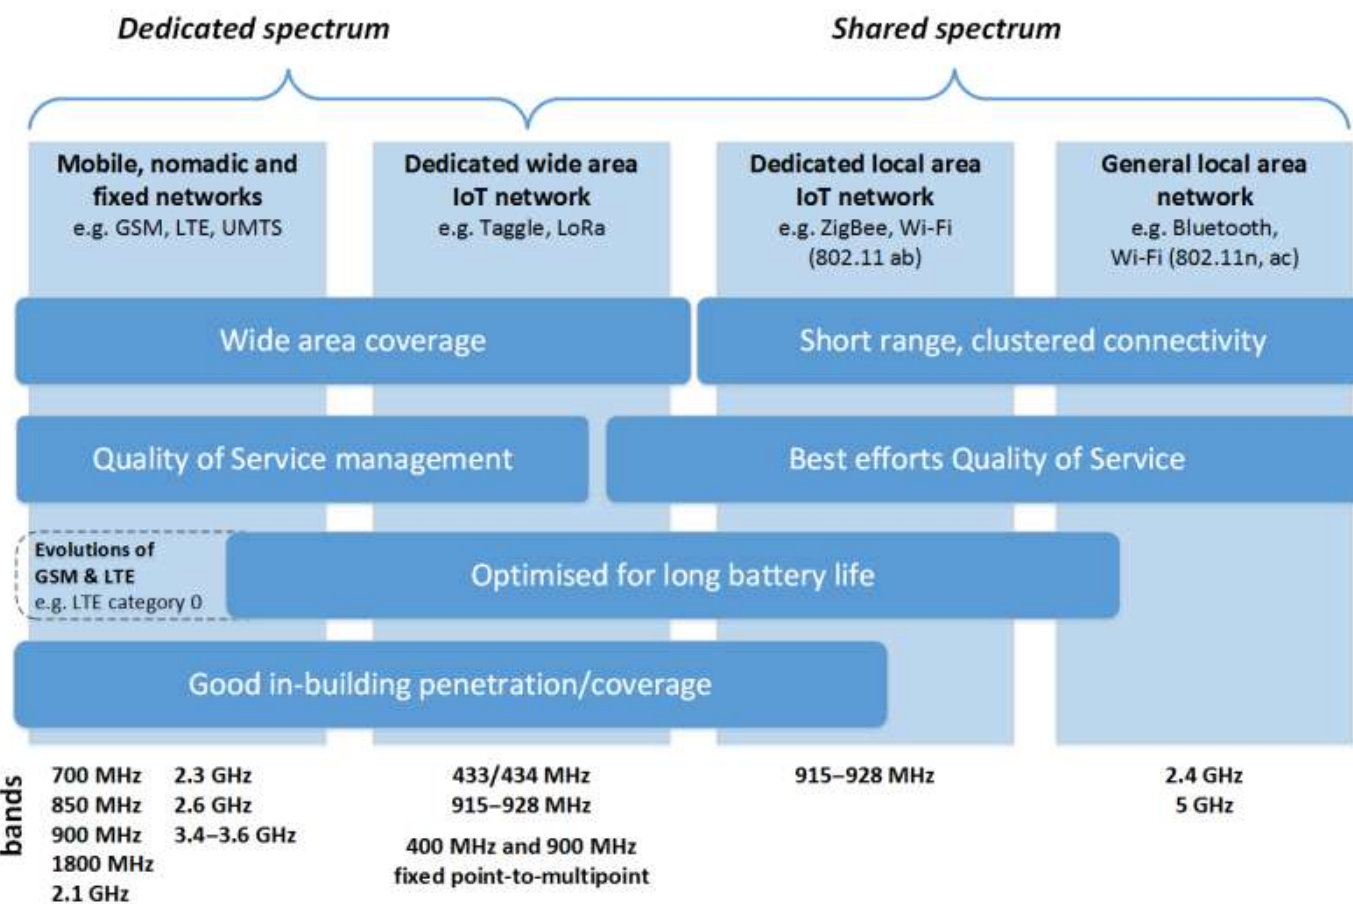 Dedicated spectrum
Shared spectrum
Mobile, nomadic and
fixed networks
e.g. GSM, LTE, UMTS
Dedicated wide area
IoT network
e.g. Taggle, LoRa
Dedicated local area
IoT network
e.g. ZigBee, Wi-Fi
(802.11 ab)
General local area
network
e.g. Bluetooth,
Wi-Fi (802.11n, ac)
Wide area coverage
Short range, clustered connectivity
Quality of Service management
Best efforts Quality of Service
Evolutions of
GSM & LTE
e.g. LTE category 0
Optimised for long battery life
Good in-building penetration/coverage
bands
700 MHz
850 MHz
900 MHz
1800 MHz
2.1 GHz
2.3 GHz
2.6 GHz
3.4–3.6 GHz
433/434 MHz
915–928 MHz
400 MHz and 900 MHz
fixed point-to-multipoint
915–928 MHz
2.4 GHz
5 GHz